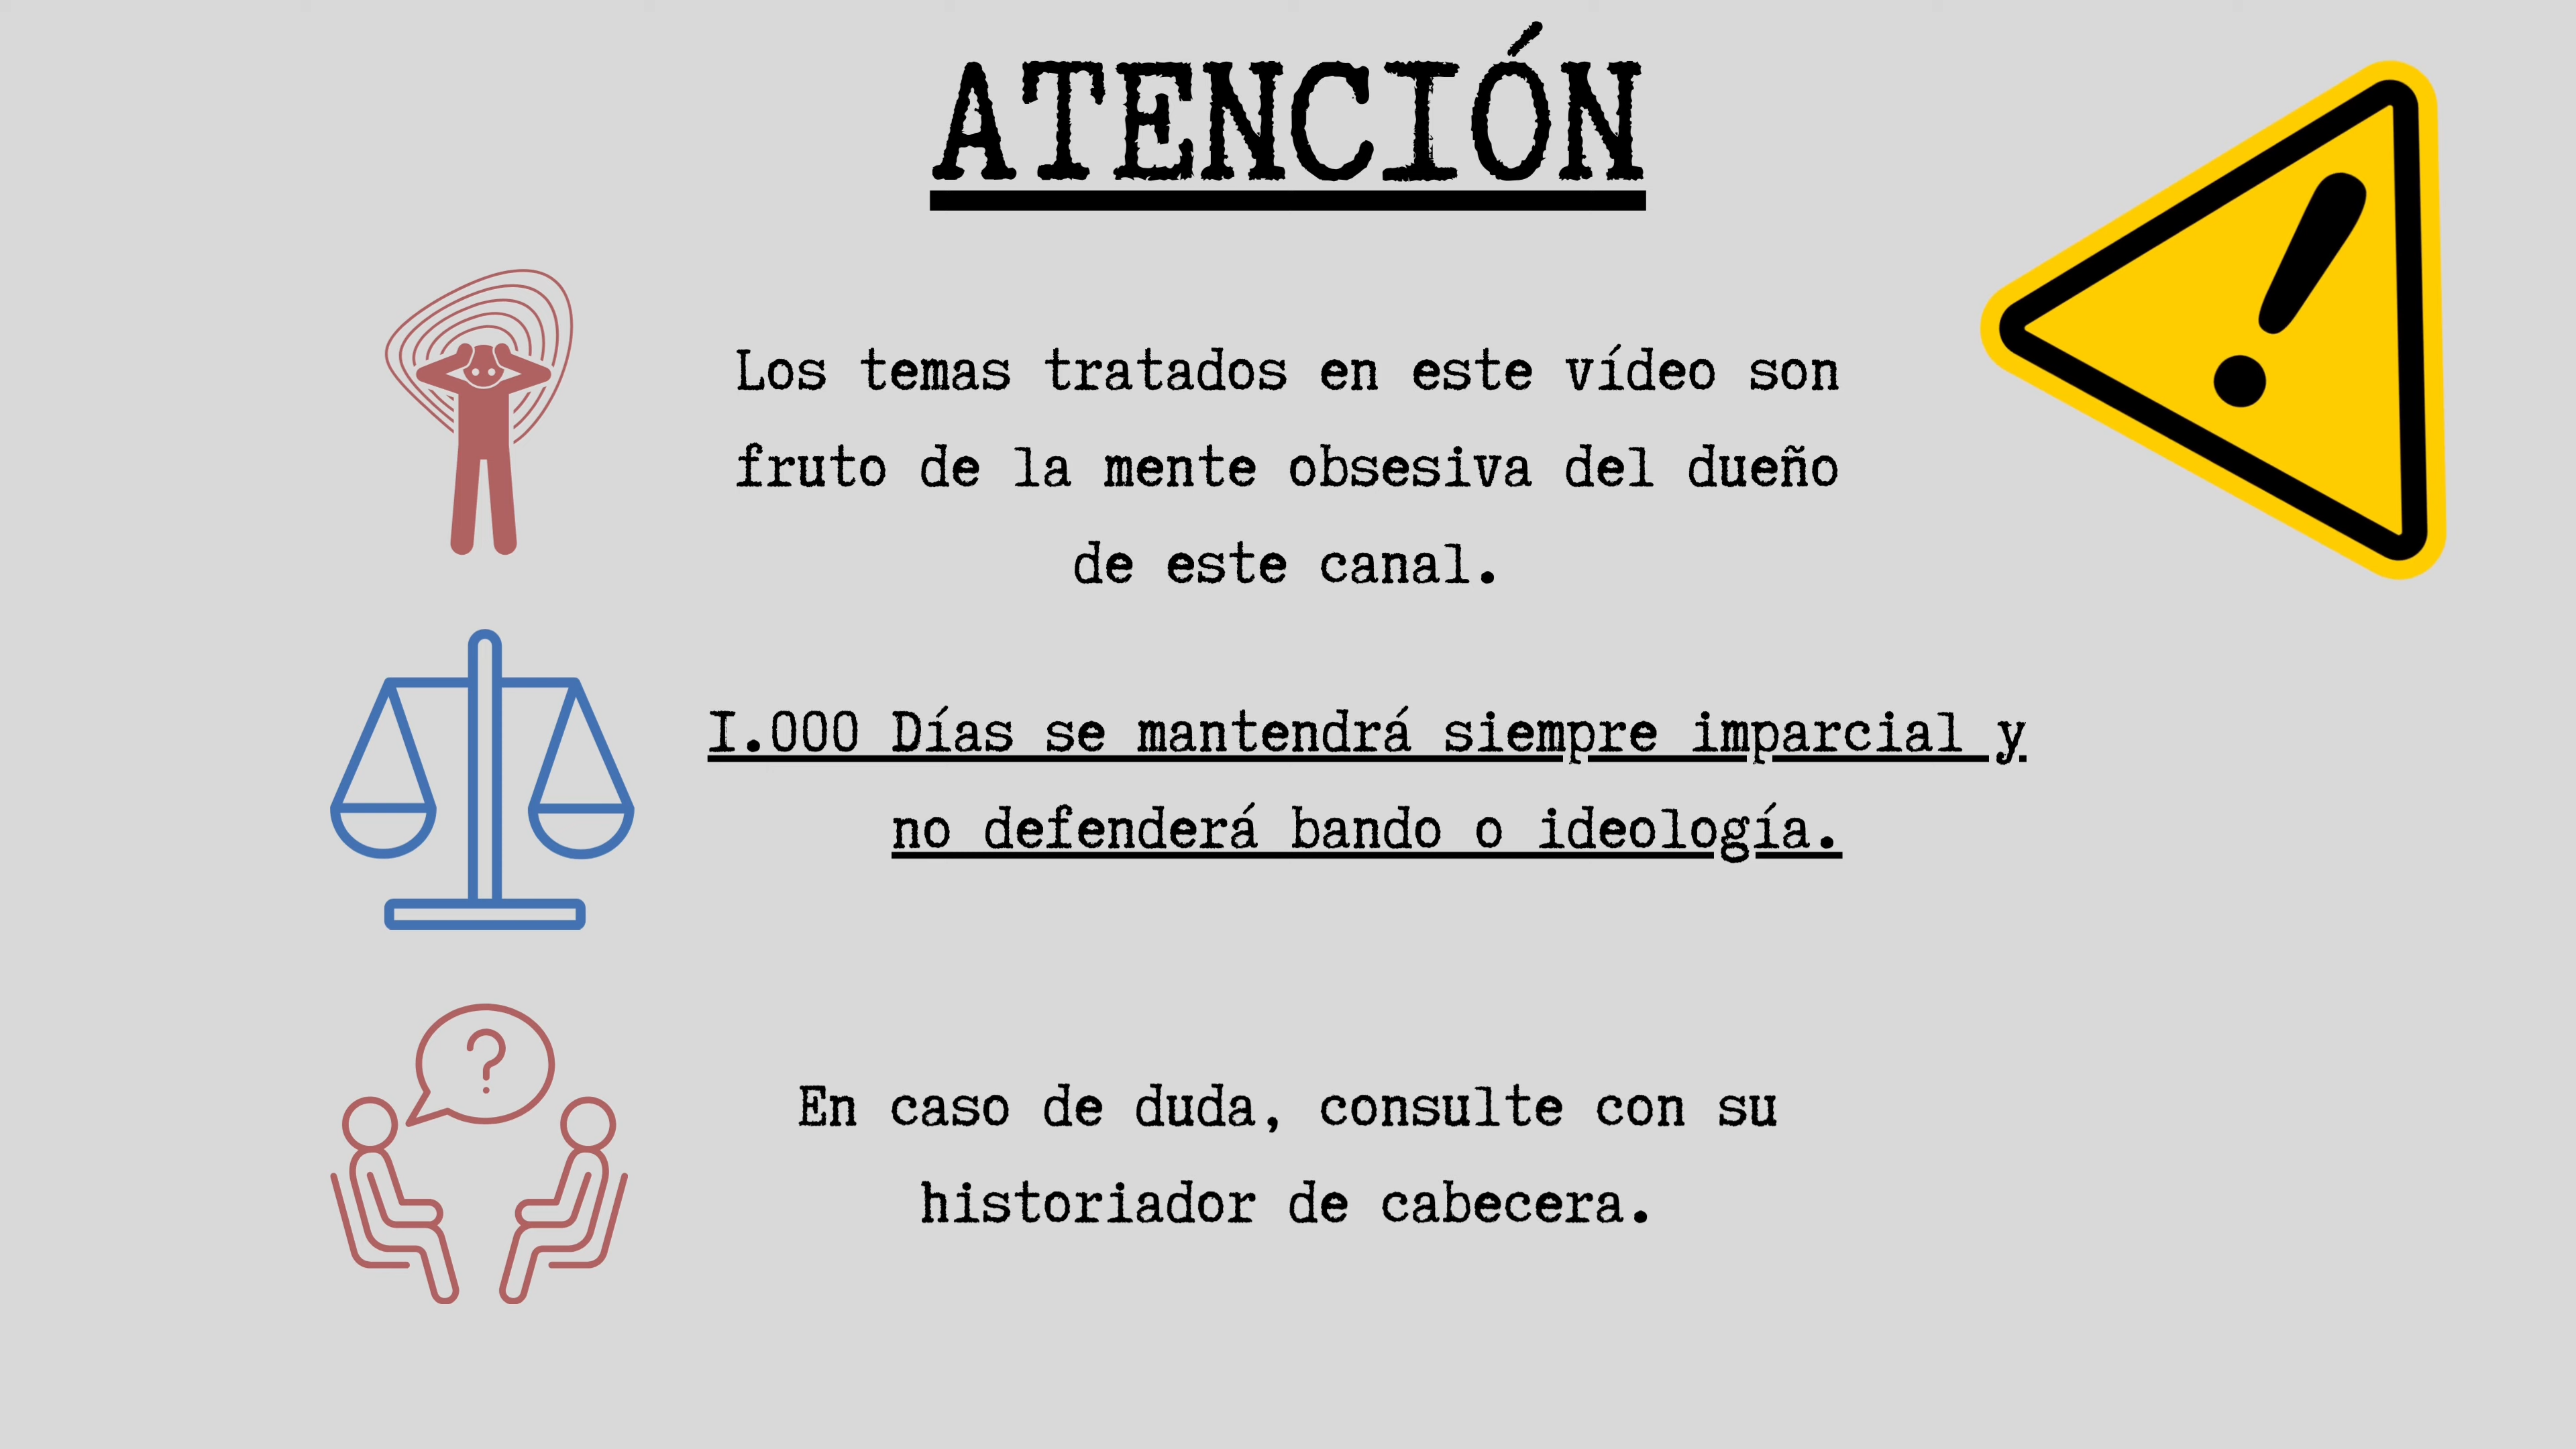 ATENCIÓN
Los temas tratados en este vídeo son
fruto de la mente obsesiva del dueño
de este canal.
1.000 Días se mantendrá siempre imparcial y
no defenderá bando o ideología.
?
En caso de duda, consulte con su
historiador de cabecera.